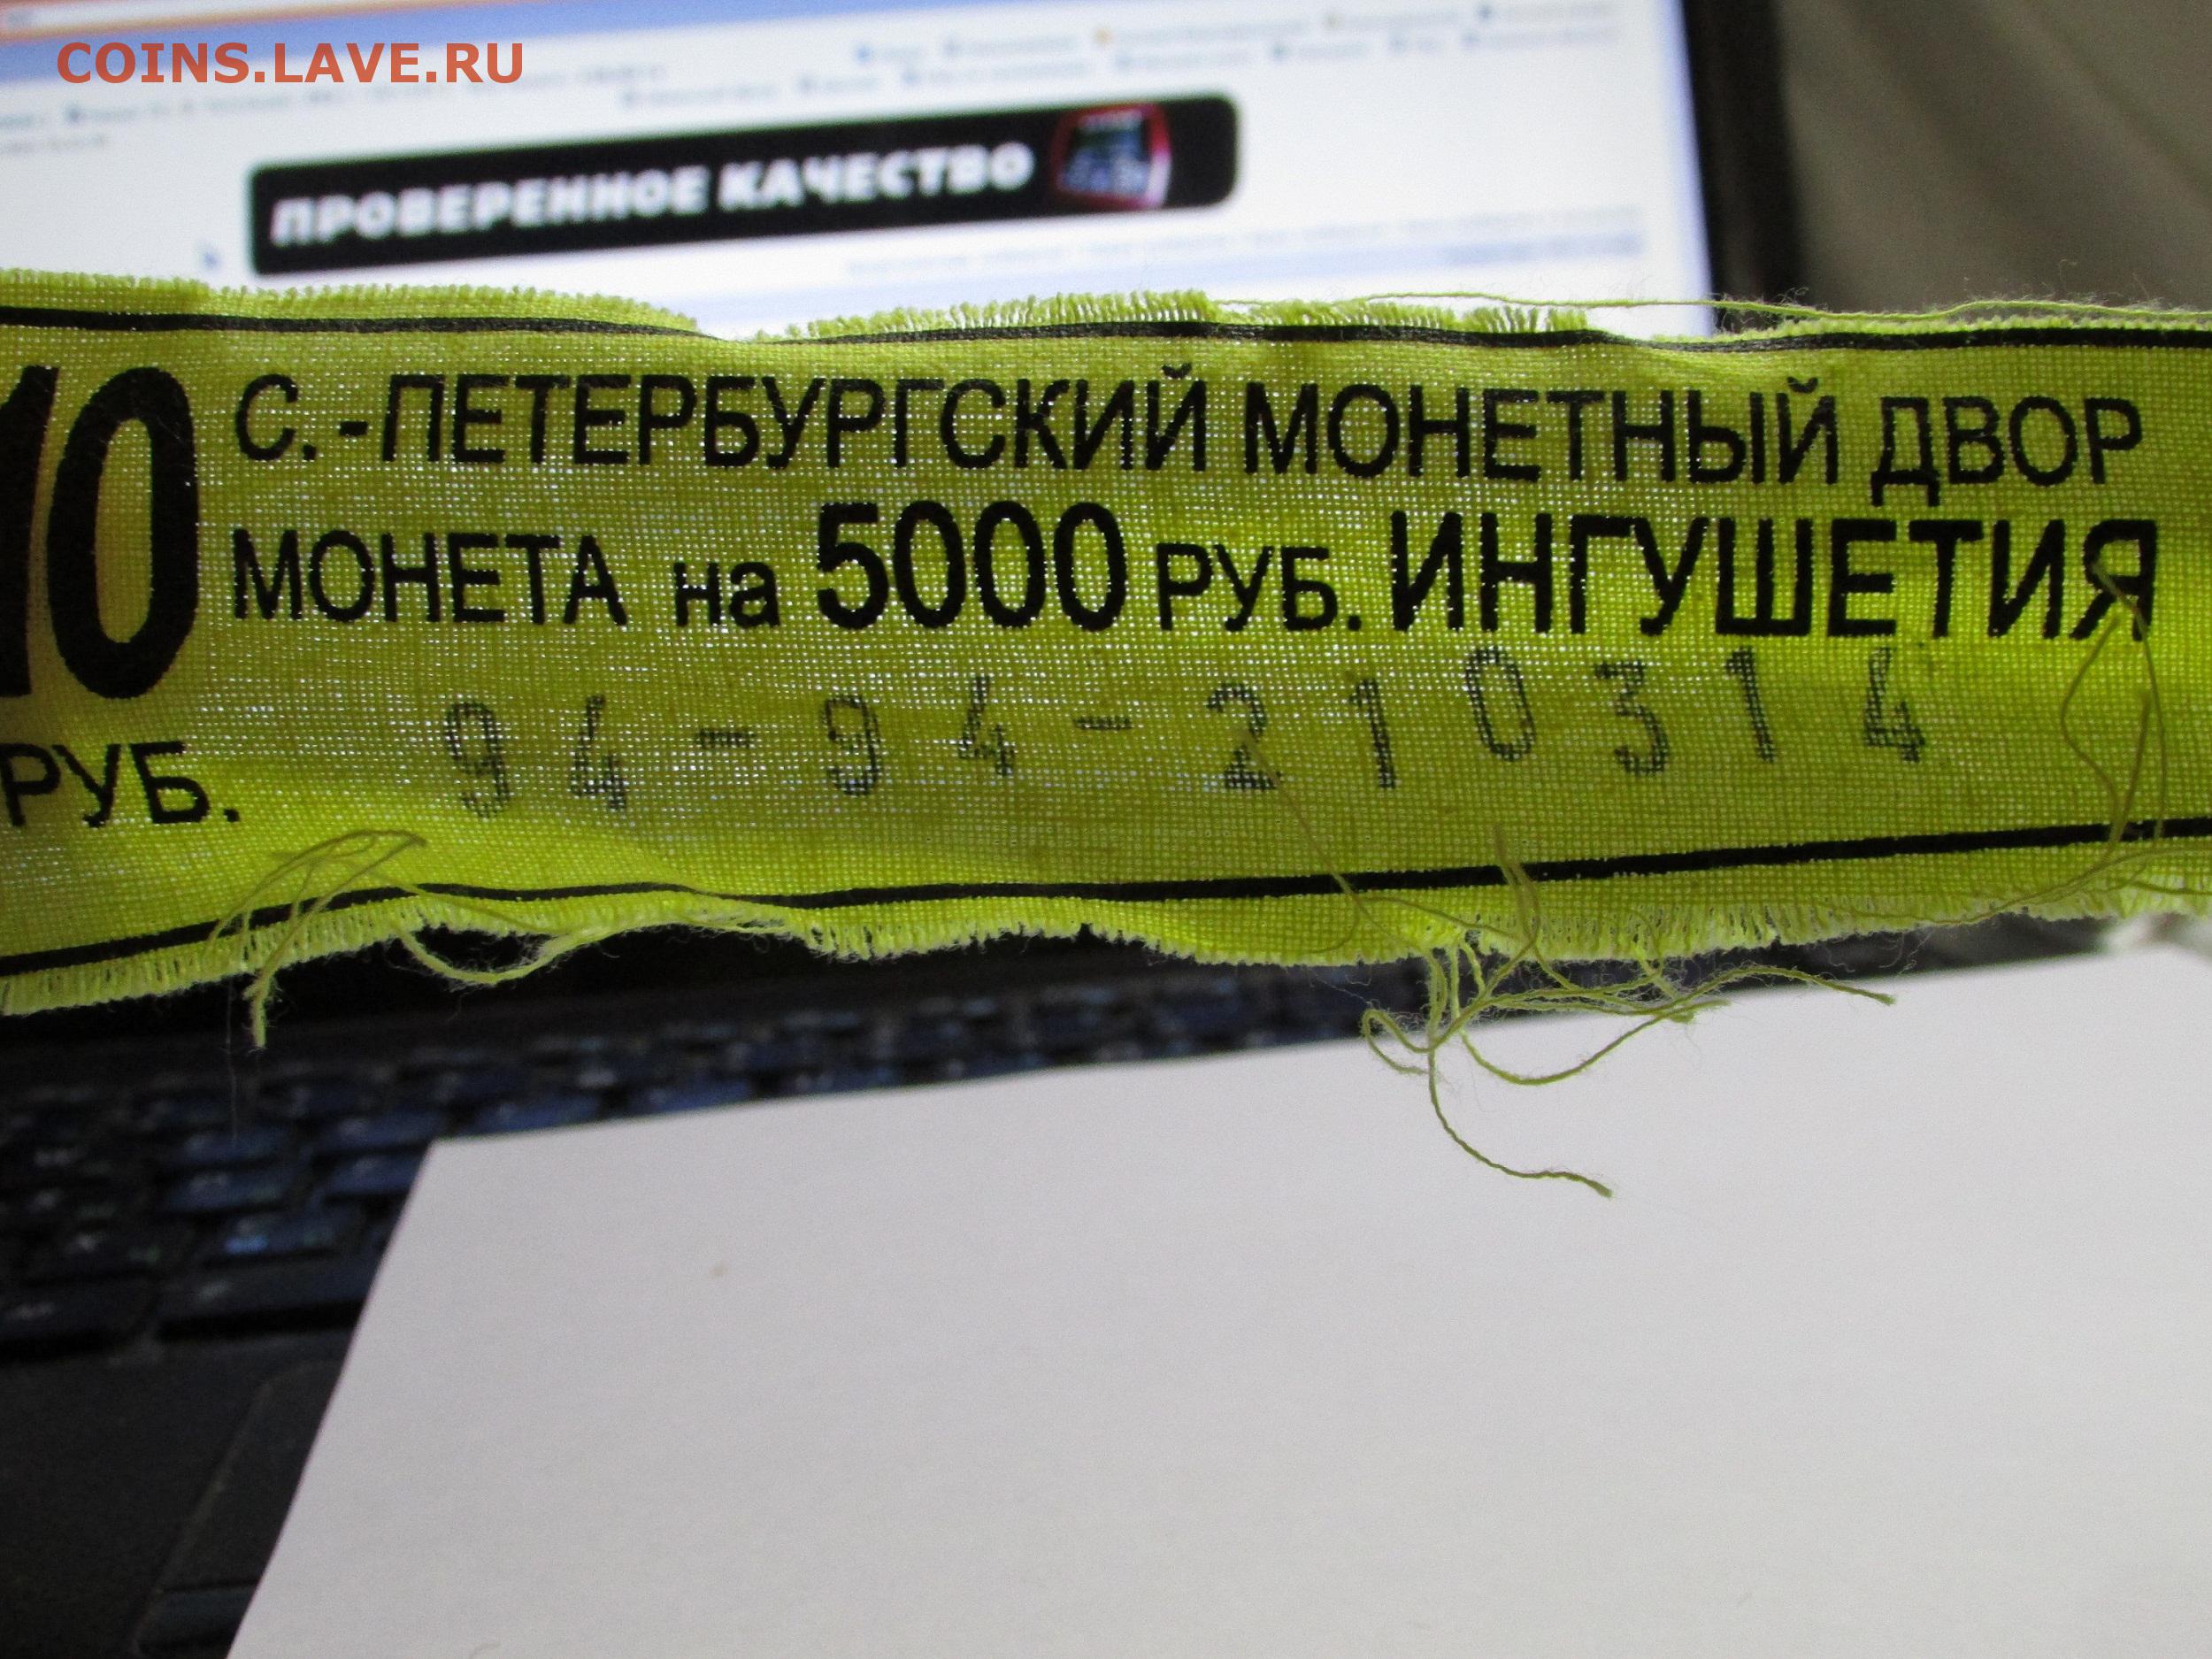 COINS.LAVE.RU
ПРОВЕРЕННОЕ КАЧЕСТВО
10 С.-ПЕТЕРБУРГСКИЙ МОНЕТНЫЙ ДВОР
МОНЕТА на 5000 РУБ. ИНГУШЕТИЯ
РУБ. 94-94-210314